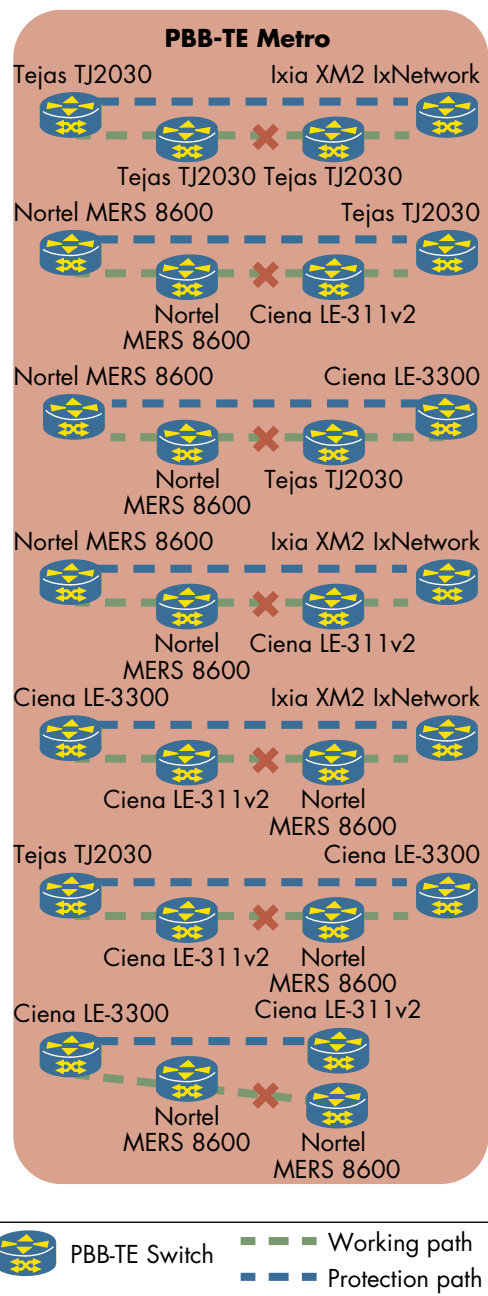 PBB-TE Metro
Tejas TJ2030 Ixia XM2 IxNetwork
Tejas TJ2030 Tejas TJ2030
Nortel MERS 8600 Tejas TJ2030
Nortel Ciena LE-311v2
MERS 8600
Nortel MERS 8600 Ciena LE-3300
Nortel Tejas TJ2030
MERS 8600
Nortel MERS 8600 Ixia XM2 IxNetwork
Nortel Ciena LE-311v2
MERS 8600
Ciena LE-3300 Ixia XM2 IxNetwork
Ciena LE-311v2 Nortel
MERS 8600
Tejas TJ2030 Ciena LE-3300
Ciena LE-311v2 Nortel
MERS 8600
Ciena LE-3300 Ciena LE-311v2
Nortel
MERS 8600
Nortel
MERS 8600
PBB-TE Switch
Working path
Protection path